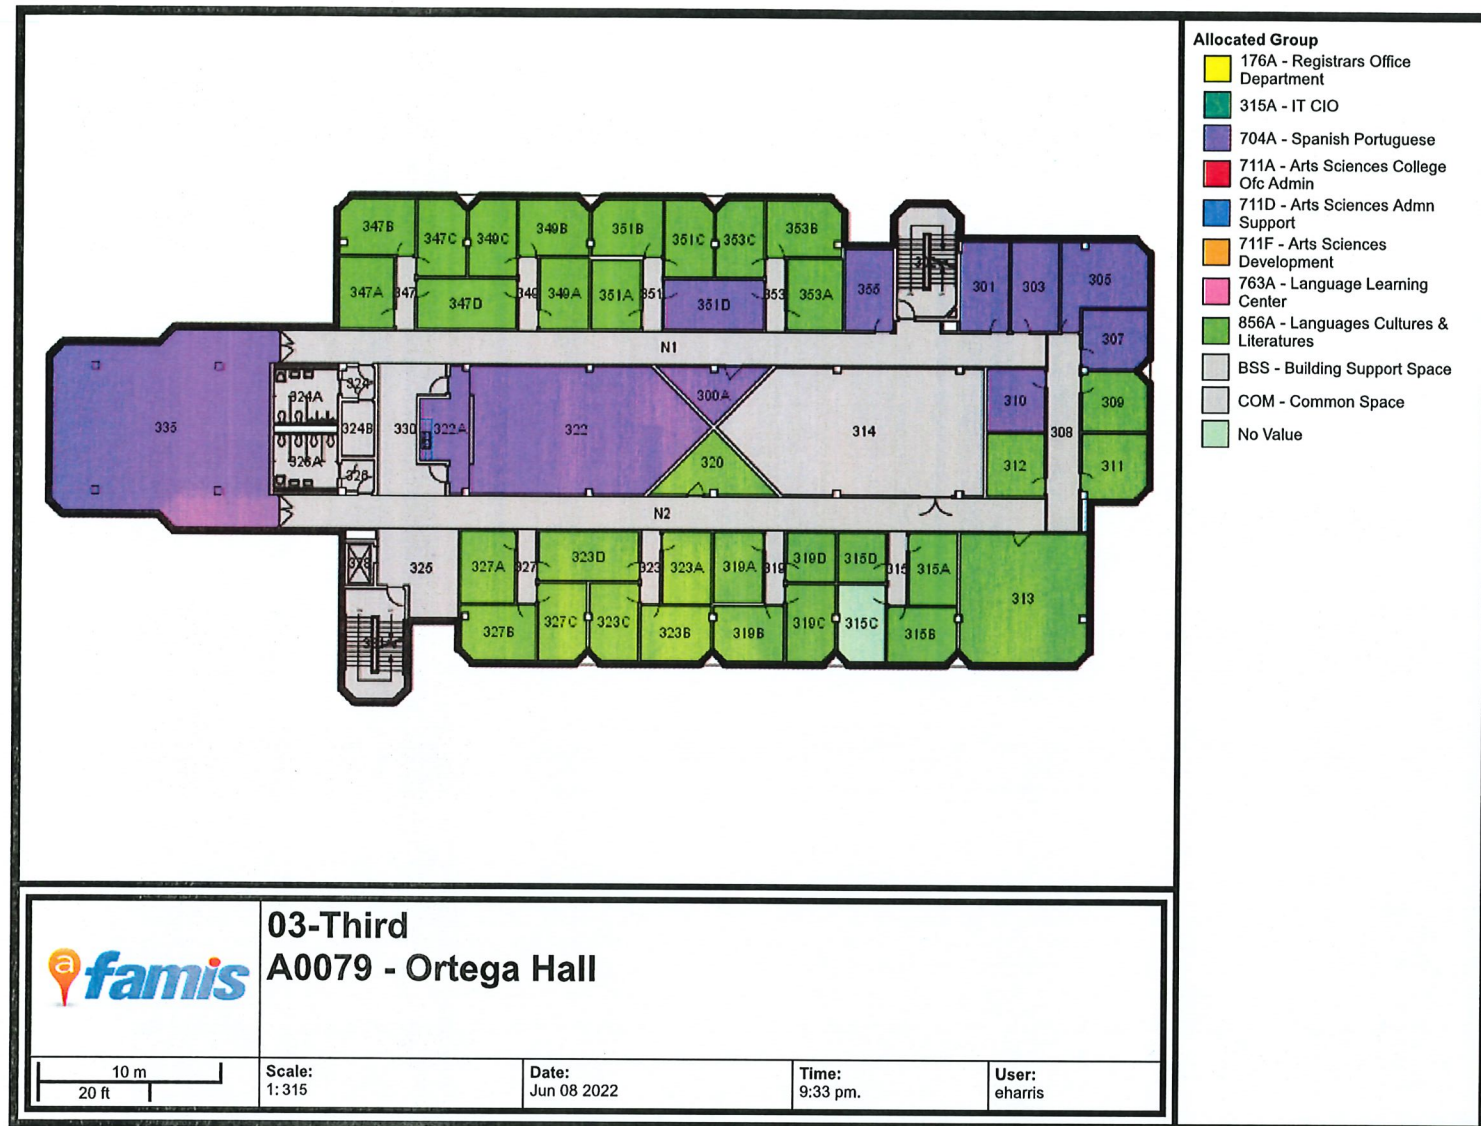 Allocated Group
176A - Registrars Office
Department
315A - IT CIO
704A - Spanish Portuguese
711A - Arts Sciences College
Ofc Admin
711D - Arts Sciences Admn
Support
711F - Arts Sciences
Development
763A - Language Learning
Center
856A - Languages Cultures &
Literatures
BSS - Building Support Space
COM - Common Space
No Value
347B 347C 349C 349B 351B 351C 353C 353B
347A 347 347D 349 349A 351A 351 351D 353 353A 355 301 303 305
307
N1
335 324A 324 324B 330 322A 322 300A 314 310 308 309
326A 326 320 312 311
N2
328 325 327A 327 323D 323 323A 319A 319 319D 315D 315 315A 313
327B 327C 323C 323B 319B 319C 315C 315B
a famis
03-Third
A0079 - Ortega Hall
10 m
20 ft
Scale:
1:315
Date:
Jun 08 2022
Time:
9:33 pm.
User:
eharris